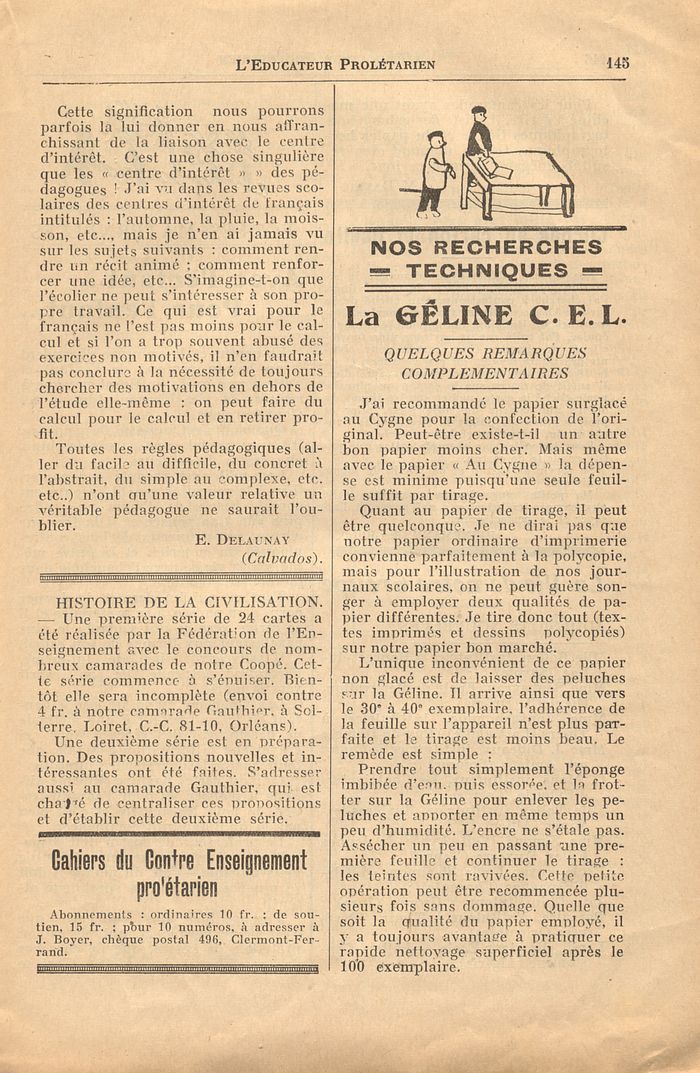 L'Educateur Prolétarien
145
Cette signification nous pourrons
parfois la lui donner en nous affran-
chissant de la liaison avec le centre
d'intérêt. C'est une chose singulière
que les « centre d'intérêt » » des pé-
dagogues ! J'ai vu dans les revues sco-
laires des centres d'intérêt de français
intitulés : l'automne, la pluie, la mois-
son, etc..., mais je n'en ai jamais vu
sur les sujets suivants : comment ren-
dre un récit animé ; comment renfor-
cer une idée, etc... S'imagine-t-on que
l'écolier ne peut s'intéresser à son pro-
pre travail. Ce qui est vrai pour le
français ne l'est pas moins pour le cal-
cul et si l'on a trop souvent abusé des
exercices non motivés, il n'en faudrait
pas conclure à la nécessité de toujours
chercher des motivations en dehors de
l'étude elle-même : on peut faire du
calcul pour le calcul et en retirer pro-
fit.
Toutes les règles pédagogiques (al-
ler du facile au difficile, du concret à
l'abstrait, du simple au complexe, etc.
etc..) n'ont qu'une valeur relative un
véritable pédagogue ne saurait l'ou-
blier.
E. Delaunay
(Calvados).
HISTOIRE DE LA CIVILISATION.
— Une première série de 24 cartes a
été réalisée par la Fédération de l'En-
seignement avec le concours de nom-
breux camarades de notre Coopé. Cet-
te série commence à s'épuiser. Bien-
tôt elle sera incomplète (envoi contre
4 fr. à notre camarade Gauthier, à Sol-
terre, Loiret, C.-C. 81-10, Orléans).
Une deuxième série est en prépara-
tion. Des propositions nouvelles et in-
téressantes ont été faites. S'adresser
aussi au camarade Gauthier, qui est
chargé de centraliser ces propositions
et d'établir cette deuxième série.
Cahiers du Contre Enseignement
prolétarien
Abonnements : ordinaires 10 fr. ; de sou-
tien, 15 fr. ; pour 10 numéros, à adresser à
J. Boyer, chèque postal 496, Clermont-Fer-
rand.
NOS RECHERCHES
TECHNIQUES
La GÉLINE C. E. L.
QUELQUES REMARQUES
COMPLEMENTAIRES
J'ai recommandé le papier surglacé
au Cygne pour la confection de l'ori-
ginal. Peut-être existe-t-il un autre
bon papier moins cher. Mais même
avec le papier « Au Cygne » la dépen-
se est minime puisqu'une seule feuil-
le suffit par tirage.
Quant au papier de tirage, il peut
être quelconque. Je ne dirai pas que
notre papier ordinaire d'imprimerie
convienne parfaitement à la polycopie,
mais pour l'illustration de nos jour-
naux scolaires, on ne peut guère son-
ger à employer deux qualités de pa-
pier différentes. Je tire donc tout (tex-
tes imprimés et dessins polycopiés)
sur notre papier bon marché.
L'unique inconvénient de ce papier
non glacé est de laisser des peluches
sur la Géline. Il arrive ainsi que vers
le 30e à 40e exemplaire, l'adhérence de
la feuille sur l'appareil n'est plus par-
faite et le tirage est moins beau. Le
remède est simple :
Prendre tout simplement l'éponge
imbibée d'eau, puis essorée, et la frot-
ter sur la Géline pour enlever les pe-
luches et apporter en même temps un
peu d'humidité. L'encre ne s'étale pas.
Assécher un peu en passant une pre-
mière feuille et continuer le tirage :
les teintes sont ravivées. Cette petite
opération peut être recommencée plu-
sieurs fois sans dommage. Quelle que
soit la qualité du papier employé, il
y a toujours avantage à pratiquer ce
rapide nettoyage superficiel après le
100 exemplaire.